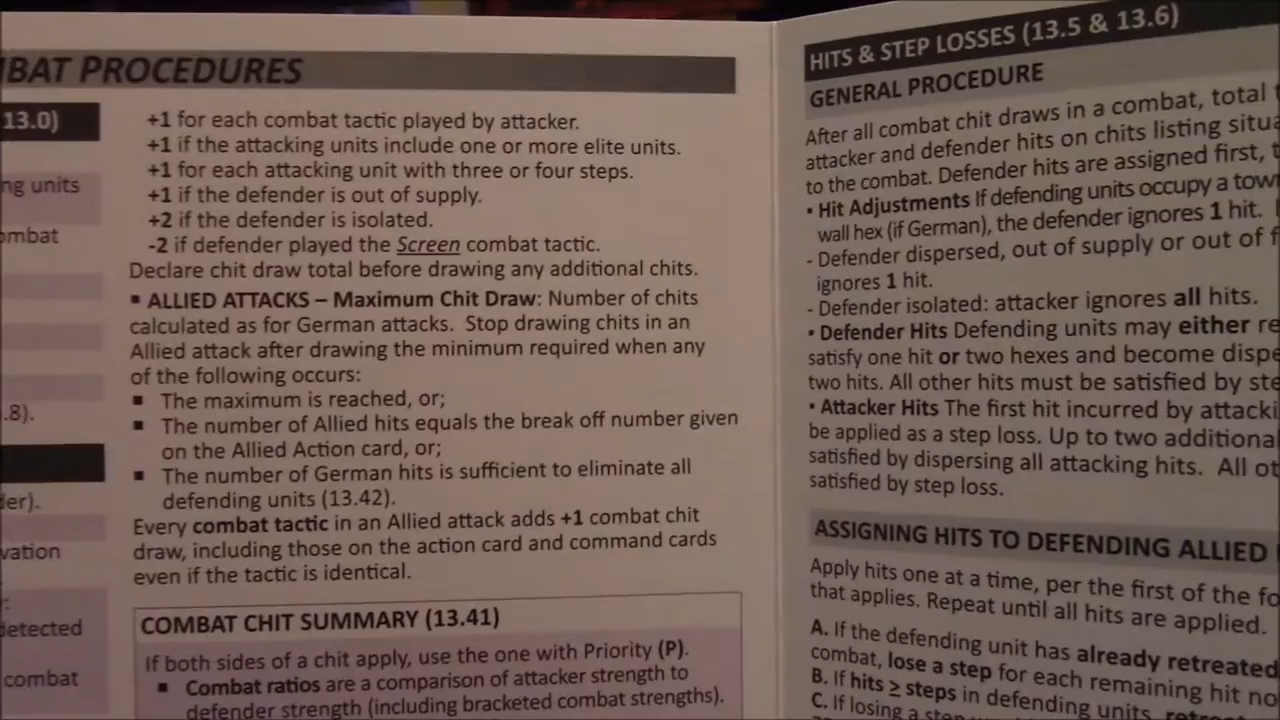 BAT PROCEDURES
13.0)
ng units
ombat
.8).
er).
vation
detected
combat
+1 for each combat tactic played by attacker.
+1 if the attacking units include one or more elite units.
+1 for each attacking unit with three or four steps.
+1 if the defender is out of supply.
+2 if the defender is isolated.
-2 if defender played the Screen combat tactic.
Declare chit draw total before drawing any additional chits.
▪ ALLIED ATTACKS – Maximum Chit Draw: Number of chits
calculated as for German attacks. Stop drawing chits in an
Allied attack after drawing the minimum required when any
of the following occurs:
▪ The maximum is reached, or;
▪ The number of Allied hits equals the break off number given
on the Allied Action card, or;
▪ The number of German hits is sufficient to eliminate all
defending units (13.42).
Every combat tactic in an Allied attack adds +1 combat chit
draw, including those on the action card and command cards
even if the tactic is identical.
COMBAT CHIT SUMMARY (13.41)
If both sides of a chit apply, use the one with Priority (P).
▪ Combat ratios are a comparison of attacker strength to
defender strength (including bracketed combat strengths).
HITS & STEP LOSSES (13.5 & 13.6)
GENERAL PROCEDURE
After all combat chit draws in a combat, total
attacker and defender hits on chits listing situa
to the combat. Defender hits are assigned first, t
• Hit Adjustments If defending units occupy a tow
wall hex (if German), the defender ignores 1 hit.
- Defender dispersed, out of supply or out of f
ignores 1 hit.
- Defender isolated: attacker ignores all hits.
• Defender Hits Defending units may either re
satisfy one hit or two hexes and become dispe
two hits. All other hits must be satisfied by ste
• Attacker Hits The first hit incurred by attacki
be applied as a step loss. Up to two additional
satisfied by dispersing all attacking hits. All ot
satisfied by step loss.
ASSIGNING HITS TO DEFENDING ALLIED
Apply hits one at a time, per the first of the fo
that applies. Repeat until all hits are applied.
A. If the defending unit has already retreated
combat, lose a step for each remaining hit no
B. If hits ≥ steps in defending units, retr
C. If losing a step